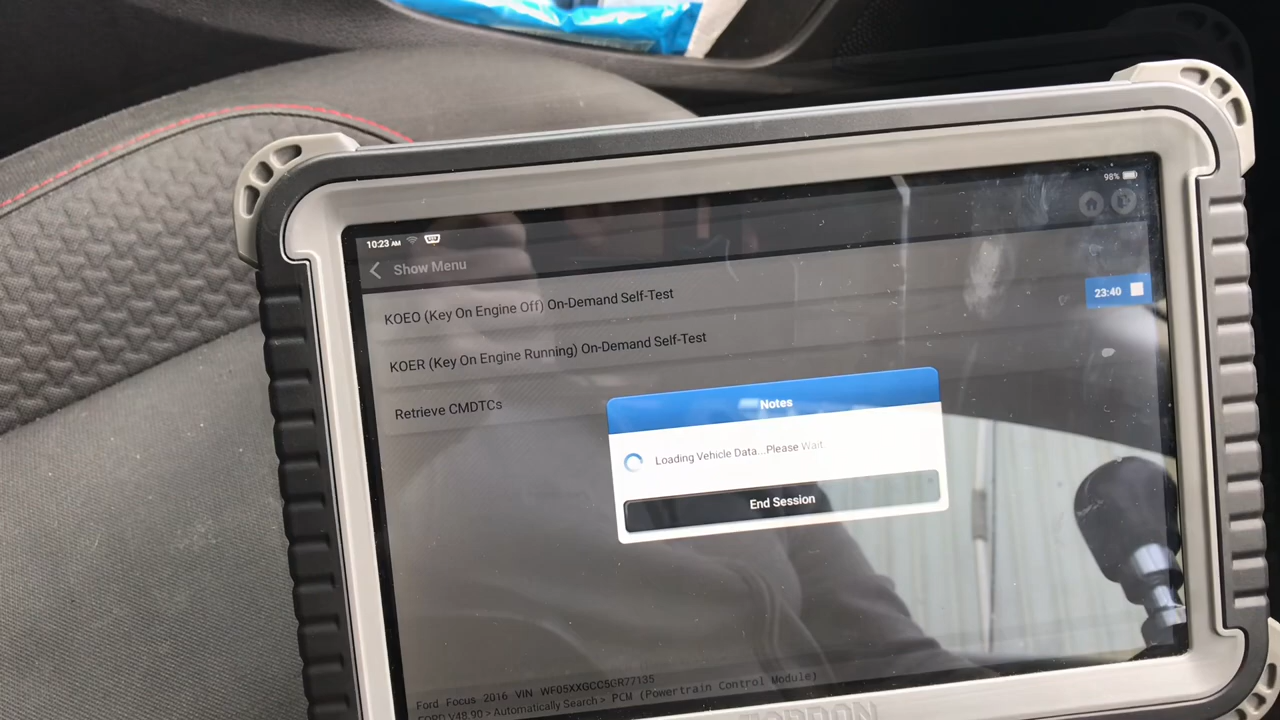 98%
10:23 AM
Show Menu
KOEO (Key On Engine Off) On-Demand Self-Test
23:40
KOER (Key On Engine Running) On-Demand Self-Test
Retrieve CMDTCs
Notes
Loading Vehicle Data...Please Wait.
End Session
Ford Focus 2016 VIN WF05XXGCC5GR77135
FORD V48.90 > Automatically Search > PCM (Powertrain Control Module)